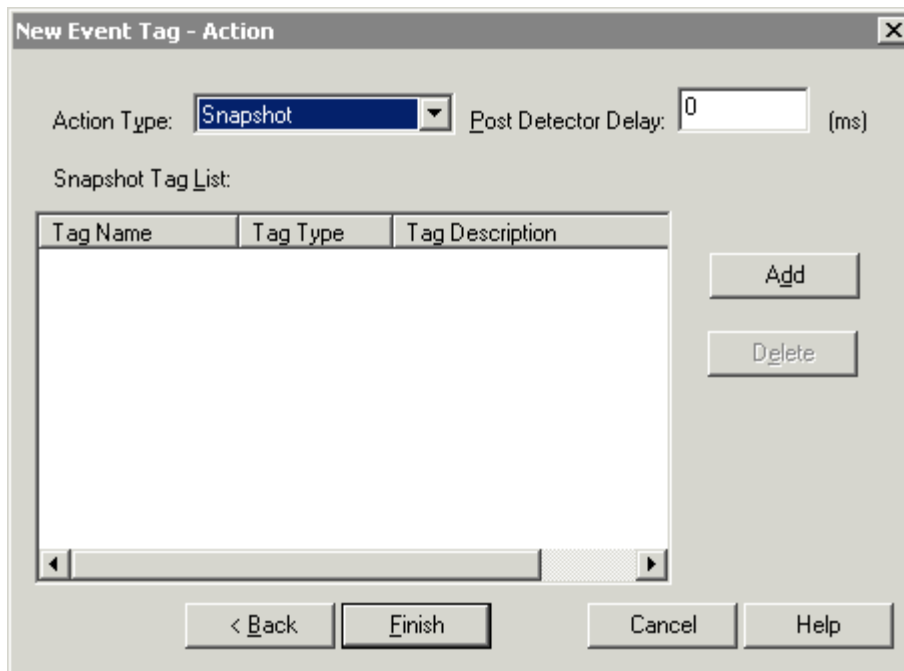 New Event Tag - Action
Action Type: Snapshot Post Detector Delay: 0 (ms)
Snapshot Tag List:
Tag Name Tag Type Tag Description
Add
Delete
< Back Finish Cancel Help